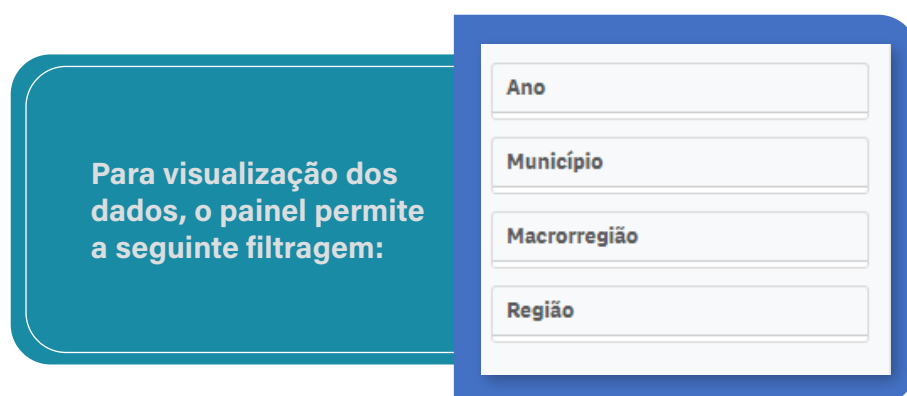 Para visualização dos
dados, o painel permite
a seguinte filtragem:
Ano
Município
Macrorregião
Região